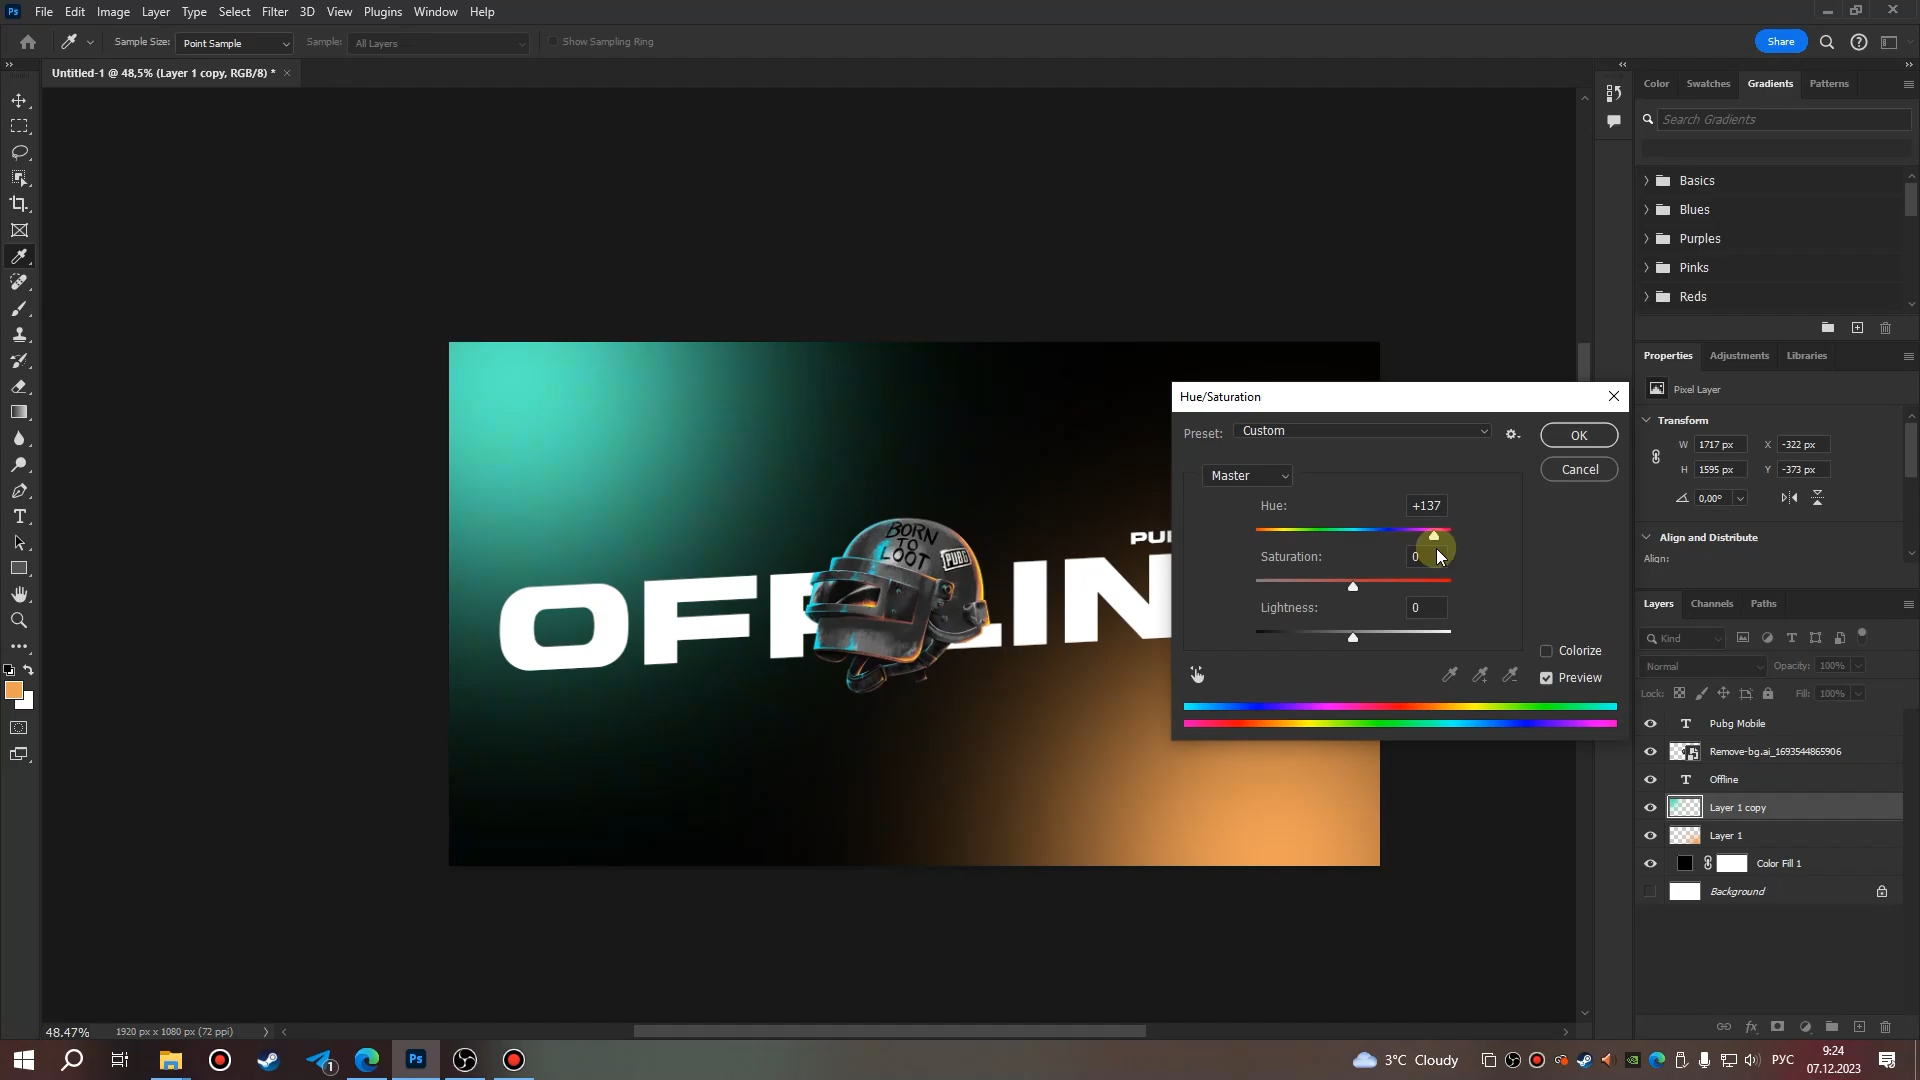 Ps File Edit Image Layer Type Select Filter 3D View Plugins Window Help
Sample Size: Point Sample Sample: All Layers Show Sampling Ring Share
Untitled-1 @ 48,5% (Layer 1 copy, RGB/8) *
Color Swatches Gradients Patterns
Search Gradients
Basics
Blues
Purples
Pinks
Reds
Properties Adjustments Libraries
Pixel Layer
Transform
W 1717 px X -322 px
H 1595 px Y -373 px
0,00°
Align and Distribute
Align:
BORN
TO
LOOT
PUBG
OFF
LIN
PU
Hue/Saturation
Preset: Custom OK
Cancel
Master
Hue: +137
Saturation: 0
Lightness: 0
Colorize
Preview
Layers Channels Paths
Kind
Normal Opacity: 100%
Lock: Fill: 100%
T Pubg Mobile
Remove-bg.ai_1693544865906
T Offline
Layer 1 copy
Layer 1
Color Fill 1
Background
48.47% 1920 px x 1080 px (72 ppi)
1 Ps 3°C Cloudy РУС 9:24
07.12.2023